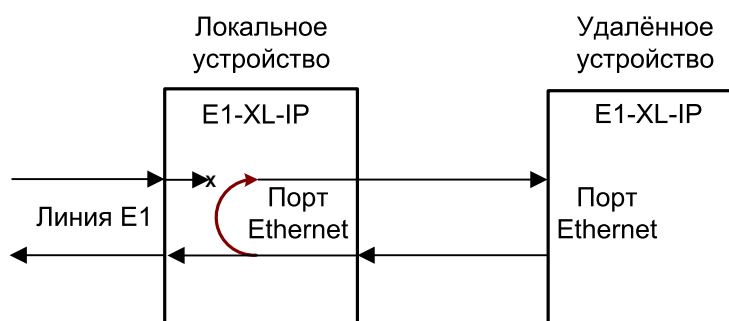 Локальное
устройство
Удалённое
устройство
E1-XL-IP
E1-XL-IP
x
Линия E1
Порт
Ethernet
Порт
Ethernet